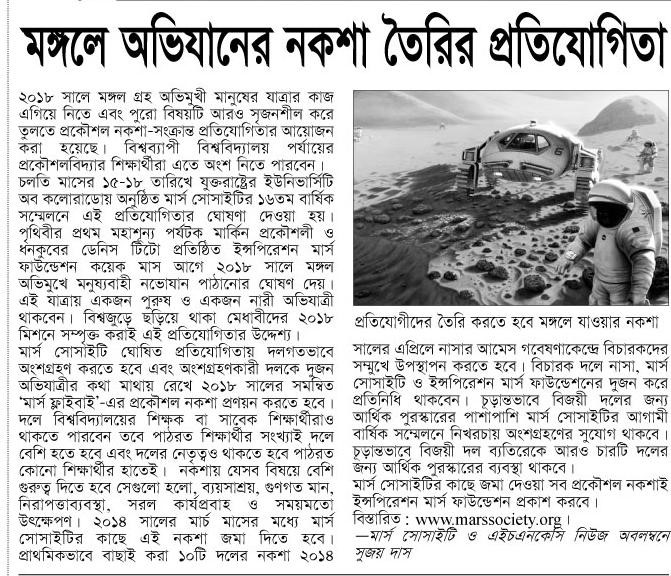 মঙ্গলে অভিযানের নকশা তৈরির প্রতিযোগিতা
২০১৮ সালে মঙ্গল গ্রহ অভিমুখী মানুষের যাত্রার কাজ
এগিয়ে নিতে এবং পুরো বিষয়টি আরও সৃজনশীল করে
তুলতে প্রকৌশল নকশা-সংক্রান্ত প্রতিযোগিতার আয়োজন
করা হয়েছে। বিশ্বব্যাপী বিশ্ববিদ্যালয় পর্যায়ের
প্রকৌশলবিদ্যার শিক্ষার্থীরা এতে অংশ নিতে পারবেন।
চলতি মাসের ১৫-১৮ তারিখে যুক্তরাষ্ট্রের ইউনিভার্সিটি
অব কলোরাডোয় অনুষ্ঠিত মার্স সোসাইটির ১৬তম বার্ষিক
সম্মেলনে এই প্রতিযোগিতার ঘোষণা দেওয়া হয়।
পৃথিবীর প্রথম মহাশূন্য পর্যটক মার্কিন প্রকৌশলী ও
ধনকুবের ডেনিস টিটো প্রতিষ্ঠিত ইন্সপিরেশন মার্স
ফাউন্ডেশন কয়েক মাস আগে ২০১৮ সালে মঙ্গল
অভিমুখে মনুষ্যবাহী নভোযান পাঠানোর ঘোষণ দেয়।
এই যাত্রায় একজন পুরুষ ও একজন নারী অভিযাত্রী
থাকবেন। বিশ্বজুড়ে ছড়িয়ে থাকা মেধাবীদের ২০১৮
মিশনে সম্পৃক্ত করাই এই প্রতিযোগিতার উদ্দেশ্য।
মার্স সোসাইটি ঘোষিত প্রতিযোগিতায় দলগতভাবে
অংশগ্রহণ করতে হবে এবং অংশগ্রহণকারী দলকে দুজন
অভিযাত্রীর কথা মাথায় রেখে ২০১৮ সালের সমন্বিত
‘মার্স ফ্লাইবাই’-এর প্রকৌশল নকশা প্রণয়ন করতে হবে।
দলে বিশ্ববিদ্যালয়ের শিক্ষক বা সাবেক শিক্ষার্থীরাও
থাকতে পারবেন তবে পাঠরত শিক্ষার্থীর সংখ্যাই দলে
বেশি হতে হবে এবং দলের নেতৃত্বও থাকতে হবে পাঠরত
কোনো শিক্ষার্থীর হাতেই। নকশায় যেসব বিষয়ে বেশি
গুরুত্ব দিতে হবে সেগুলো হলো, ব্যয়সাশ্রয়, গুণগত মান,
নিরাপত্তাব্যবস্থা, সরল কার্যপ্রবাহ ও সময়মতো
উৎক্ষেপণ। ২০১৪ সালের মার্চ মাসের মধ্যে মার্স
সোসাইটির কাছে এই নকশা জমা দিতে হবে।
প্রাথমিকভাবে বাছাই করা ১০টি দলের নকশা ২০১৪
প্রতিযোগীদের তৈরি করতে হবে মঙ্গলে যাওয়ার নকশা
সালের এপ্রিলে নাসার আমেস গবেষণাকেন্দ্রে বিচারকদের
সম্মুখে উপস্থাপন করতে হবে। বিচারক দলে নাসা, মার্স
সোসাইটি ও ইন্সপিরেশন মার্স ফাউন্ডেশনের দুজন করে
প্রতিনিধি থাকবেন। চূড়ান্তভাবে বিজয়ী দলের জন্য
আর্থিক পুরস্কারের পাশাপাশি মার্স সোসাইটির আগামী
বার্ষিক সম্মেলনে নিখরচায় অংশগ্রহণের সুযোগ থাকবে।
চূড়ান্তভাবে বিজয়ী দল ব্যতিরেকে আরও চারটি দলের
জন্য আর্থিক পুরস্কারের ব্যবস্থা থাকবে।
মার্স সোসাইটির কাছে জমা দেওয়া সব প্রকৌশল নকশাই
ইন্সপিরেশন মার্স ফাউন্ডেশন প্রকাশ করবে।
বিস্তারিত : www.marssociety.org।
—মার্স সোসাইটি ও এইচএনকেসি নিউজ অবলম্বনে
সুজয় দাস